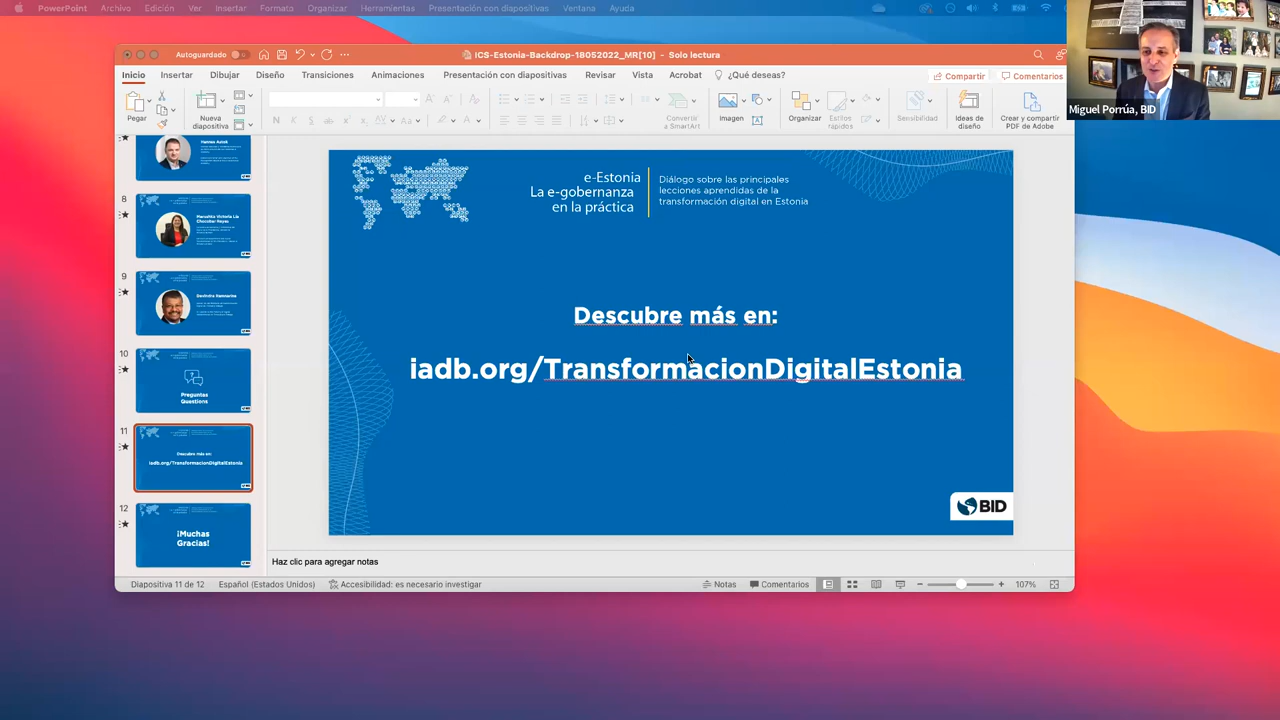 PowerPoint Archivo Edición Ver Insertar Formato Organizar Herramientas Presentación con diapositivas Ventana Ayuda
Autoguardado
ICS-Estonia-Backdrop-18052022_MR[10] - Solo lectura
Inicio Insertar Dibujar Diseño Transiciones Animaciones Presentación con diapositivas Revisar Vista Acrobat ¿Qué deseas? Compartir Comentarios
Pegar
Nueva diapositiva
N K S
Convertir a SmartArt
Imagen
Organizar
Estilos rápidos
Sensibilidad
Ideas de diseño
Crear y compartir PDF de Adobe
Miguel Porrúa, BID
8
9
Davindra Ramnarine
10
Preguntas
Questions
11
Descubre más en:
iadb.org/TransformacionDigitalEstonia
12
¡Muchas
Gracias!
e-Estonia
La e-gobernanza
en la práctica
Diálogo sobre las principales
lecciones aprendidas de la
transformación digital en Estonia
Descubre más en:
iadb.org/TransformacionDigitalEstonia
BID
Haz clic para agregar notas
Diapositiva 11 de 12 Español (Estados Unidos) Accesibilidad: es necesario investigar Notas Comentarios 107%